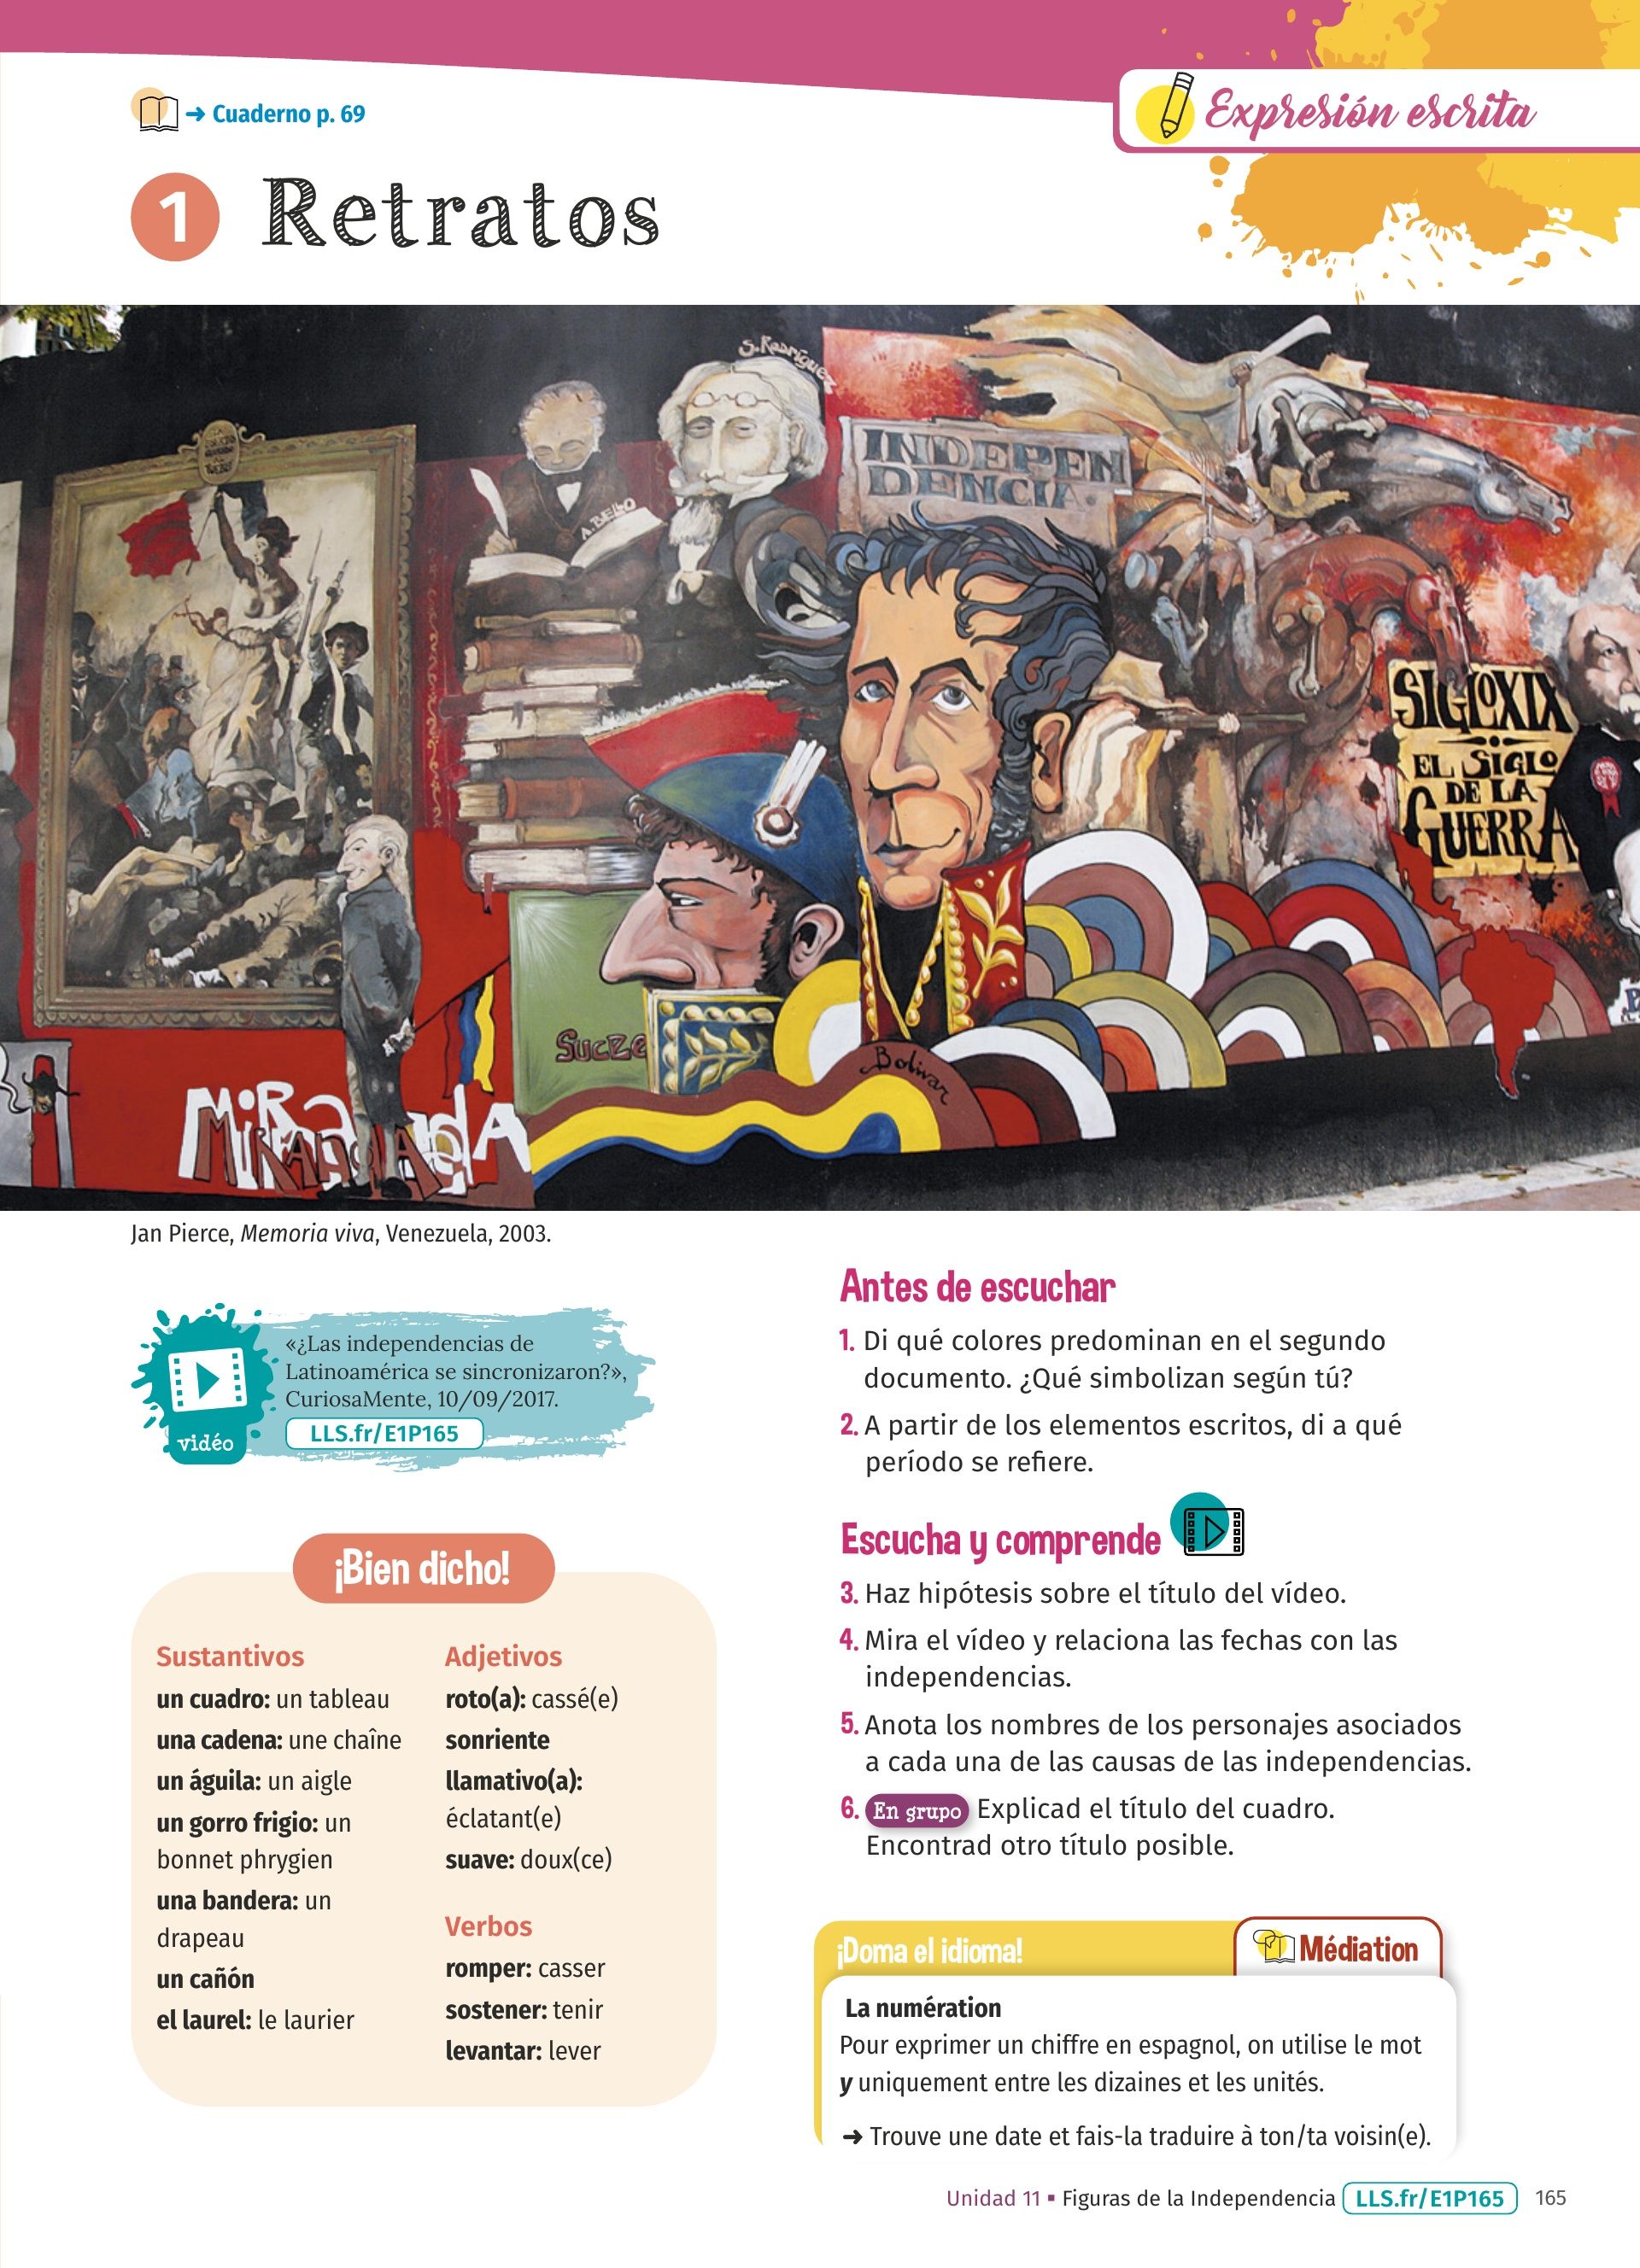 → Cuaderno p. 69
Expresión escrita
1 Retratos
S. Rodríguez
A. BELLO
INDEPEN
DENCIA.
SIGLO XIX
EL SIGLO
DE LA
GUERRA
SUCRE
Bolivar
MiRanda
MIRANDA
Jan Pierce, Memoria viva, Venezuela, 2003.
«¿Las independencias de
Latinoamérica se sincronizaron?»,
CuriosaMente, 10/09/2017.
LLS.fr/E1P165
vidéo
¡Bien dicho!
Sustantivos
un cuadro: un tableau
una cadena: une chaîne
un águila: un aigle
un gorro frigio: un
bonnet phrygien
una bandera: un
drapeau
un cañón
el laurel: le laurier
Adjetivos
roto(a): cassé(e)
sonriente
llamativo(a):
éclatant(e)
suave: doux(ce)
Verbos
romper: casser
sostener: tenir
levantar: lever
Antes de escuchar
1. Di qué colores predominan en el segundo
documento. ¿Qué simbolizan según tú?
2. A partir de los elementos escritos, di a qué
período se refiere.
Escucha y comprende
3. Haz hipótesis sobre el título del vídeo.
4. Mira el vídeo y relaciona las fechas con las
independencias.
5. Anota los nombres de los personajes asociados
a cada una de las causas de las independencias.
6. En grupo Explicad el título del cuadro.
Encontrad otro título posible.
¡Doma el idioma!
Médiation
La numération
Pour exprimer un chiffre en espagnol, on utilise le mot
y uniquement entre les dizaines et les unités.
→ Trouve une date et fais-la traduire à ton/ta voisin(e).
Unidad 11 ▪ Figuras de la Independencia LLS.fr/E1P165 165